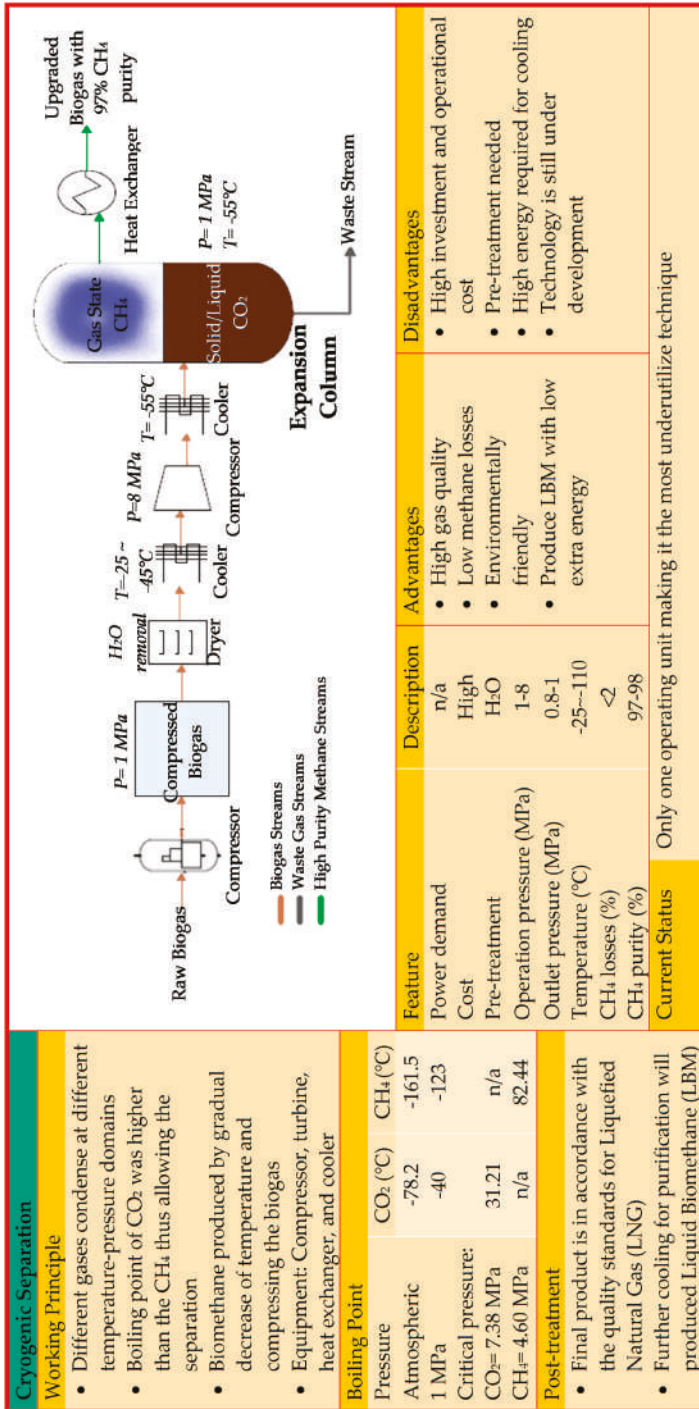 Cryogenic Separation
Working Principle
• Different gases condense at different
temperature-pressure domains
• Boiling point of CO₂ was higher
than the CH₄ thus allowing the
separation
• Biomethane produced by gradual
decrease of temperature and
compressing the biogas
• Equipment: Compressor, turbine,
heat exchanger, and cooler
Boiling Point
Pressure CO₂ (°C) CH₄ (°C)
Atmospheric -78.2 -161.5
1 MPa -40 -123
Critical pressure:
CO₂= 7.38 MPa 31.21 n/a
CH₄= 4.60 MPa n/a 82.44
Post-treatment
• Final product is in accordance with
the quality standards for Liquefied
Natural Gas (LNG)
• Further cooling for purification will
produced Liquid Biomethane (LBM)
Raw Biogas
Compressor
P= 1 MPa
Compressed
Biogas
H₂O
removal
Dryer
T=-25 ~
-45°C
Cooler
P=8 MPa
Compressor
T= -55°C
Cooler
Gas State
CH₄
Solid/Liquid
CO₂
Expansion
Column
P= 1 MPa
T= -55°C
Heat Exchanger
Upgraded
Biogas with
97% CH₄
purity
Waste Stream
Biogas Streams
Waste Gas Streams
High Purity Methane Streams
Feature Description
Power demand n/a
Cost High
Pre-treatment H₂O
Operation pressure (MPa) 1-8
Outlet pressure (MPa) 0.8-1
Temperature (°C) -25~-110
CH₄ losses (%) <2
CH₄ purity (%) 97-98
Advantages
• High gas quality
• Low methane losses
• Environmentally
friendly
• Produce LBM with low
extra energy
Disadvantages
• High investment and operational
cost
• Pre-treatment needed
• High energy required for cooling
• Technology is still under
development
Current Status Only one operating unit making it the most underutilize technique